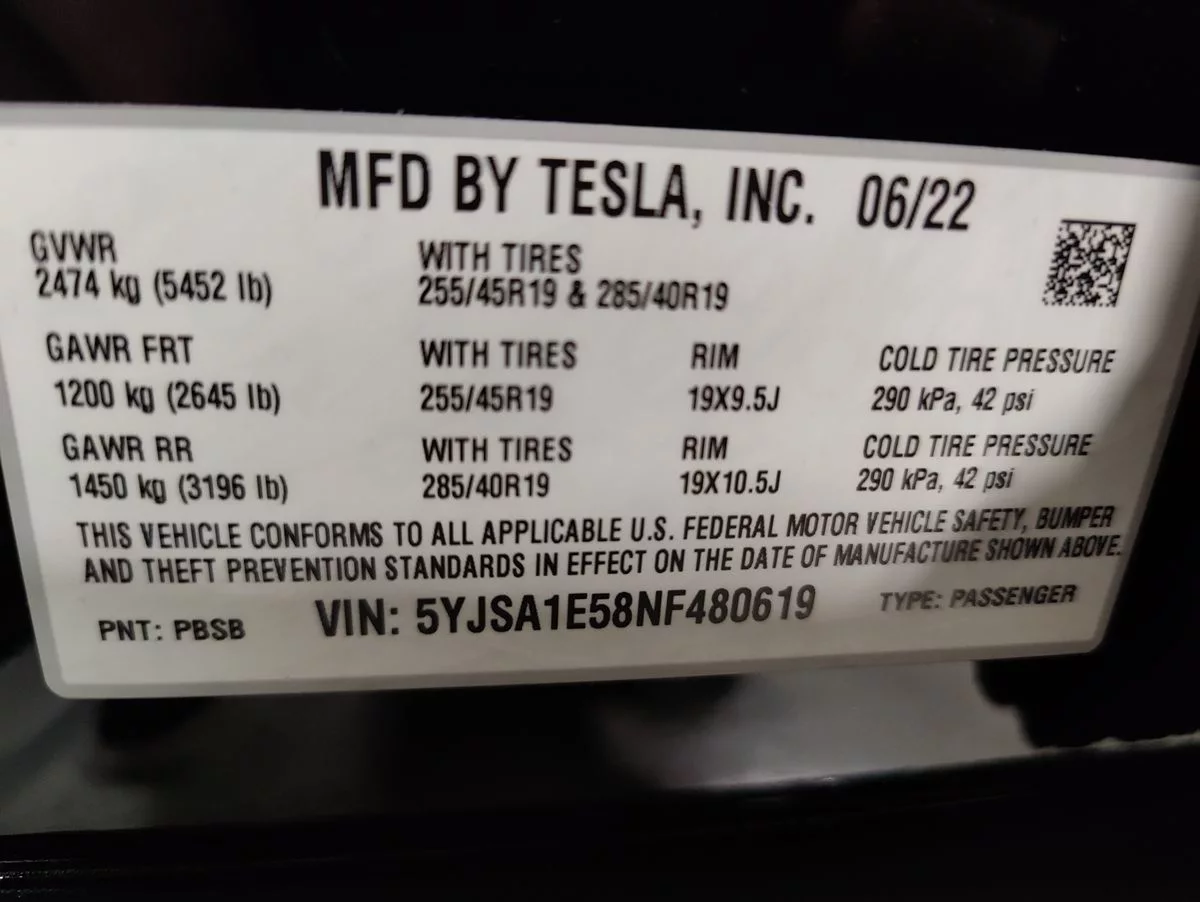 MFD BY TESLA, INC. 06/22
GVWR WITH TIRES
2474 kg (5452 lb) 255/45R19 & 285/40R19
GAWR FRT WITH TIRES RIM COLD TIRE PRESSURE
1200 kg (2645 lb) 255/45R19 19X9.5J 290 kPa, 42 psi
GAWR RR WITH TIRES RIM COLD TIRE PRESSURE
1450 kg (3196 lb) 285/40R19 19X10.5J 290 kPa, 42 psi
THIS VEHICLE CONFORMS TO ALL APPLICABLE U.S. FEDERAL MOTOR VEHICLE SAFETY, BUMPER
AND THEFT PREVENTION STANDARDS IN EFFECT ON THE DATE OF MANUFACTURE SHOWN ABOVE.
PNT: PBSB VIN: 5YJSA1E58NF480619 TYPE: PASSENGER